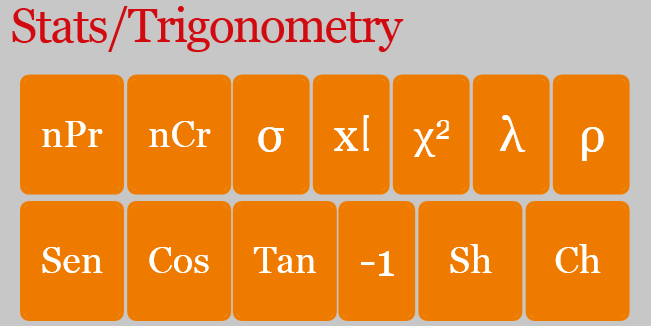 Stats/Trigonometry
nPr nCr σ x[ χ² λ ρ
Sen Cos Tan -1 Sh Ch